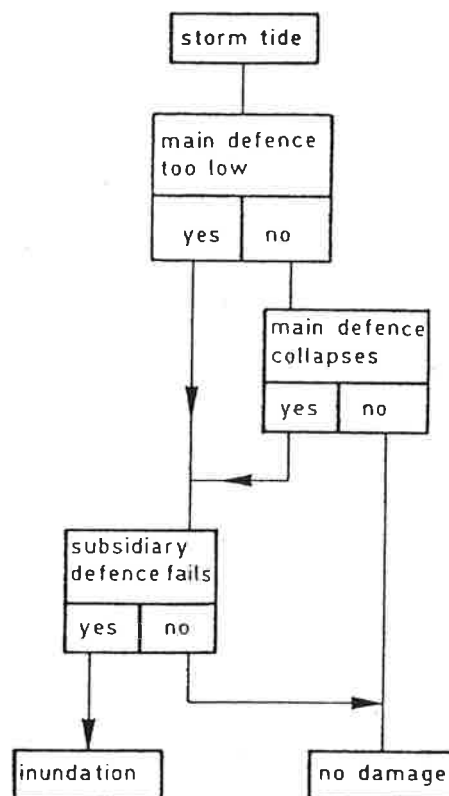 storm tide
main defence
too low
yes no
main defence
collapses
yes no
subsidiary
defence fails
yes no
inundation
no damage